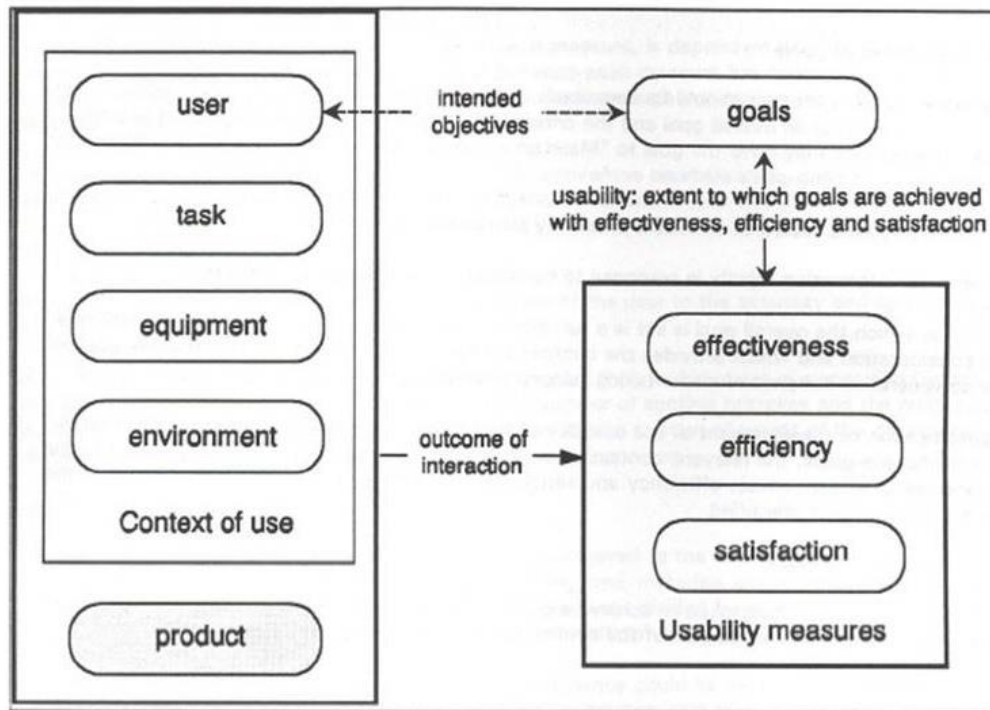 user
task
equipment
environment
Context of use
product
intended
objectives
goals
usability: extent to which goals are achieved
with effectiveness, efficiency and satisfaction
outcome of
interaction
effectiveness
efficiency
satisfaction
Usability measures